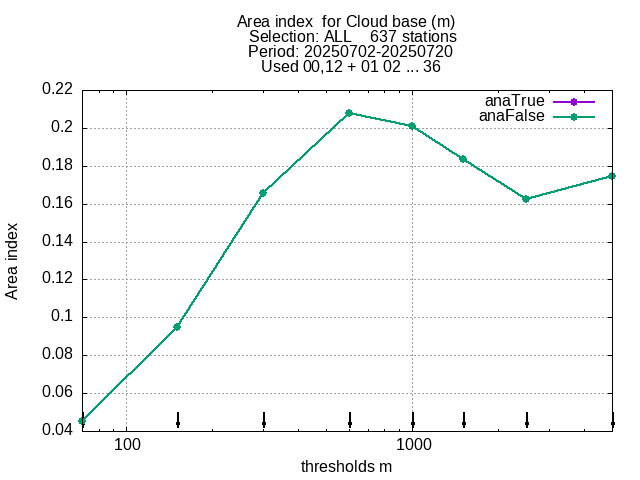 Area index  for Cloud base (m)
Selection: ALL    637 stations
Period: 20250702-20250720
Used 00,12 + 01 02 ... 36
anaTrue
anaFalse
0.22
0.2
0.18
0.16
0.14
0.12
0.1
0.08
0.06
0.04
Area index
100
1000
thresholds m